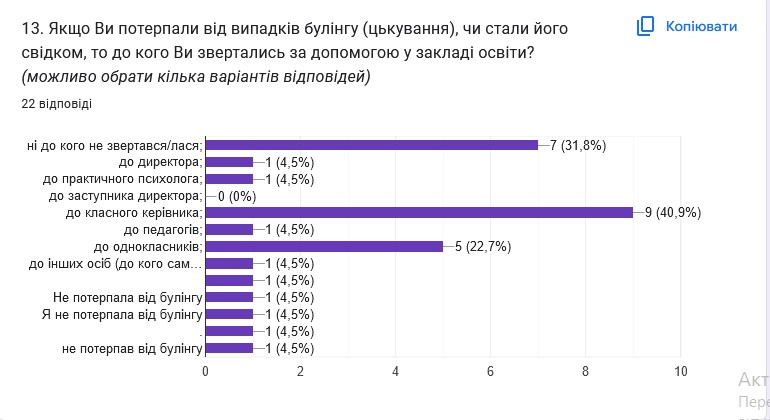 13. Якщо Ви потерпали від випадків булінгу (цькування), чи стали його
свідком, то до кого Ви звертались за допомогою у закладі освіти?
(можливо обрати кілька варіантів відповідей)
Копіювати
22 відповіді
ні до кого не звертався/лася; 7 (31,8%)
до директора; 1 (4,5%)
до практичного психолога; 1 (4,5%)
до заступника директора; 0 (0%)
до класного керівника; 9 (40,9%)
до педагогів; 1 (4,5%)
до однокласників; 5 (22,7%)
до інших осіб (до кого сам... 1 (4,5%)
1 (4,5%)
Не потерпала від булінгу 1 (4,5%)
Я не потерпала від булінгу 1 (4,5%)
. 1 (4,5%)
не потерпав від булінгу 1 (4,5%)
0 2 4 6 8 10
Акт
Пере